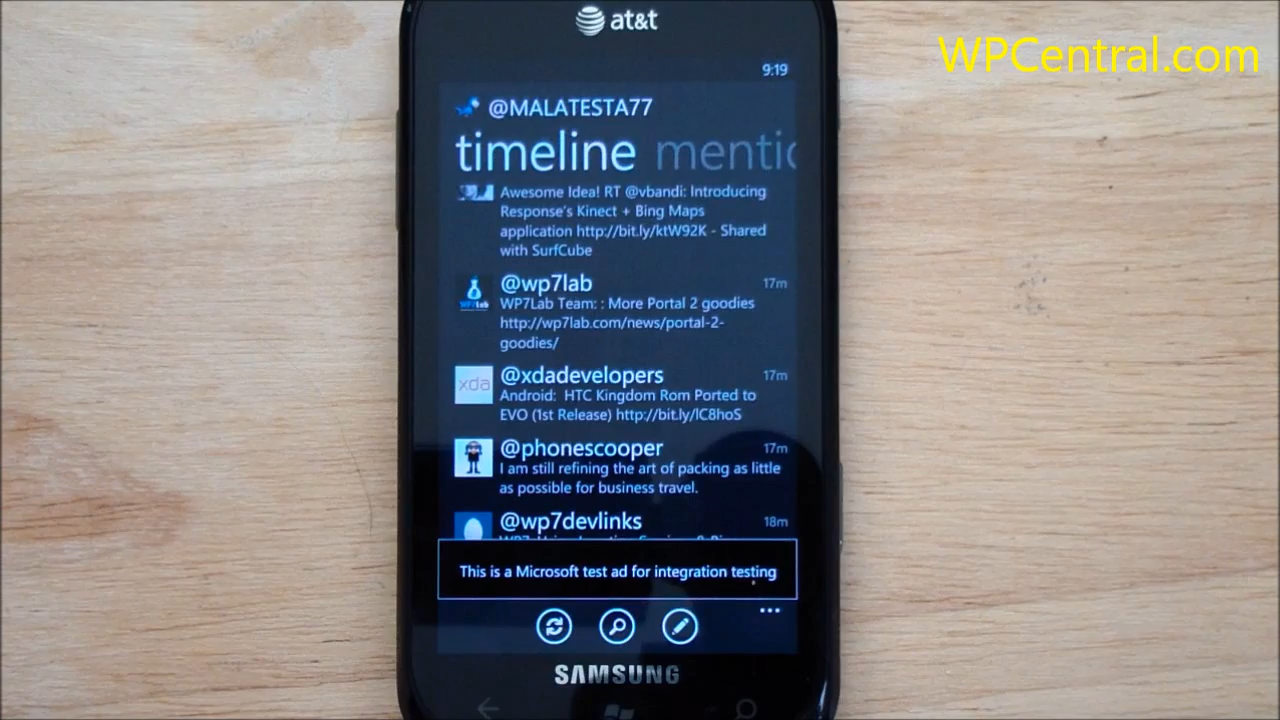 at&t
WPCentral.com
9:19
@MALATESTA77
timeline mentic
Awesome Idea! RT @vbandi: Introducing
Response's Kinect + Bing Maps
application http://bit.ly/ktW92K - Shared
with SurfCube
@wp7lab 17m
WP7Lab Team: : More Portal 2 goodies
http://wp7lab.com/news/portal-2-
goodies/
WP7Lab
xda
@xdadevelopers 17m
Android: HTC Kingdom Rom Ported to
EVO (1st Release) http://bit.ly/lC8hoS
@phonescooper 17m
I am still refining the art of packing as little
as possible for business travel.
@wp7devlinks 18m
This is a Microsoft test ad for integration testing
...
SAMSUNG